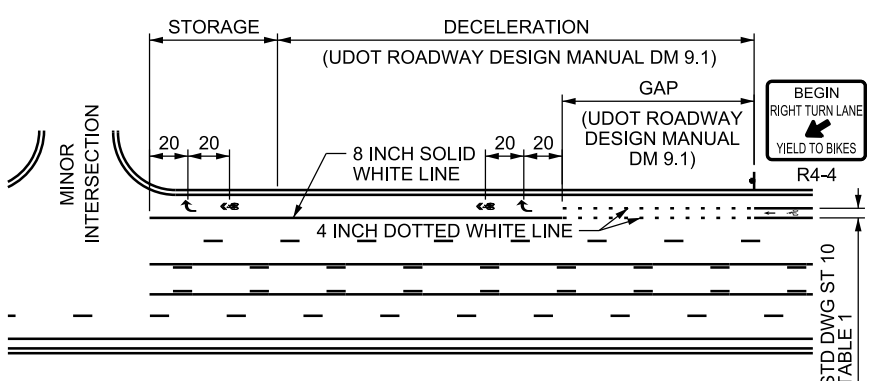 STORAGE
DECELERATION
(UDOT ROADWAY DESIGN MANUAL DM 9.1)
GAP
(UDOT ROADWAY
DESIGN MANUAL
DM 9.1)
BEGIN
RIGHT TURN LANE
YIELD TO BIKES
R4-4
MINOR
INTERSECTION
20
20
8 INCH SOLID
WHITE LINE
20
20
4 INCH DOTTED WHITE LINE
STD DWG ST 10
TABLE 1